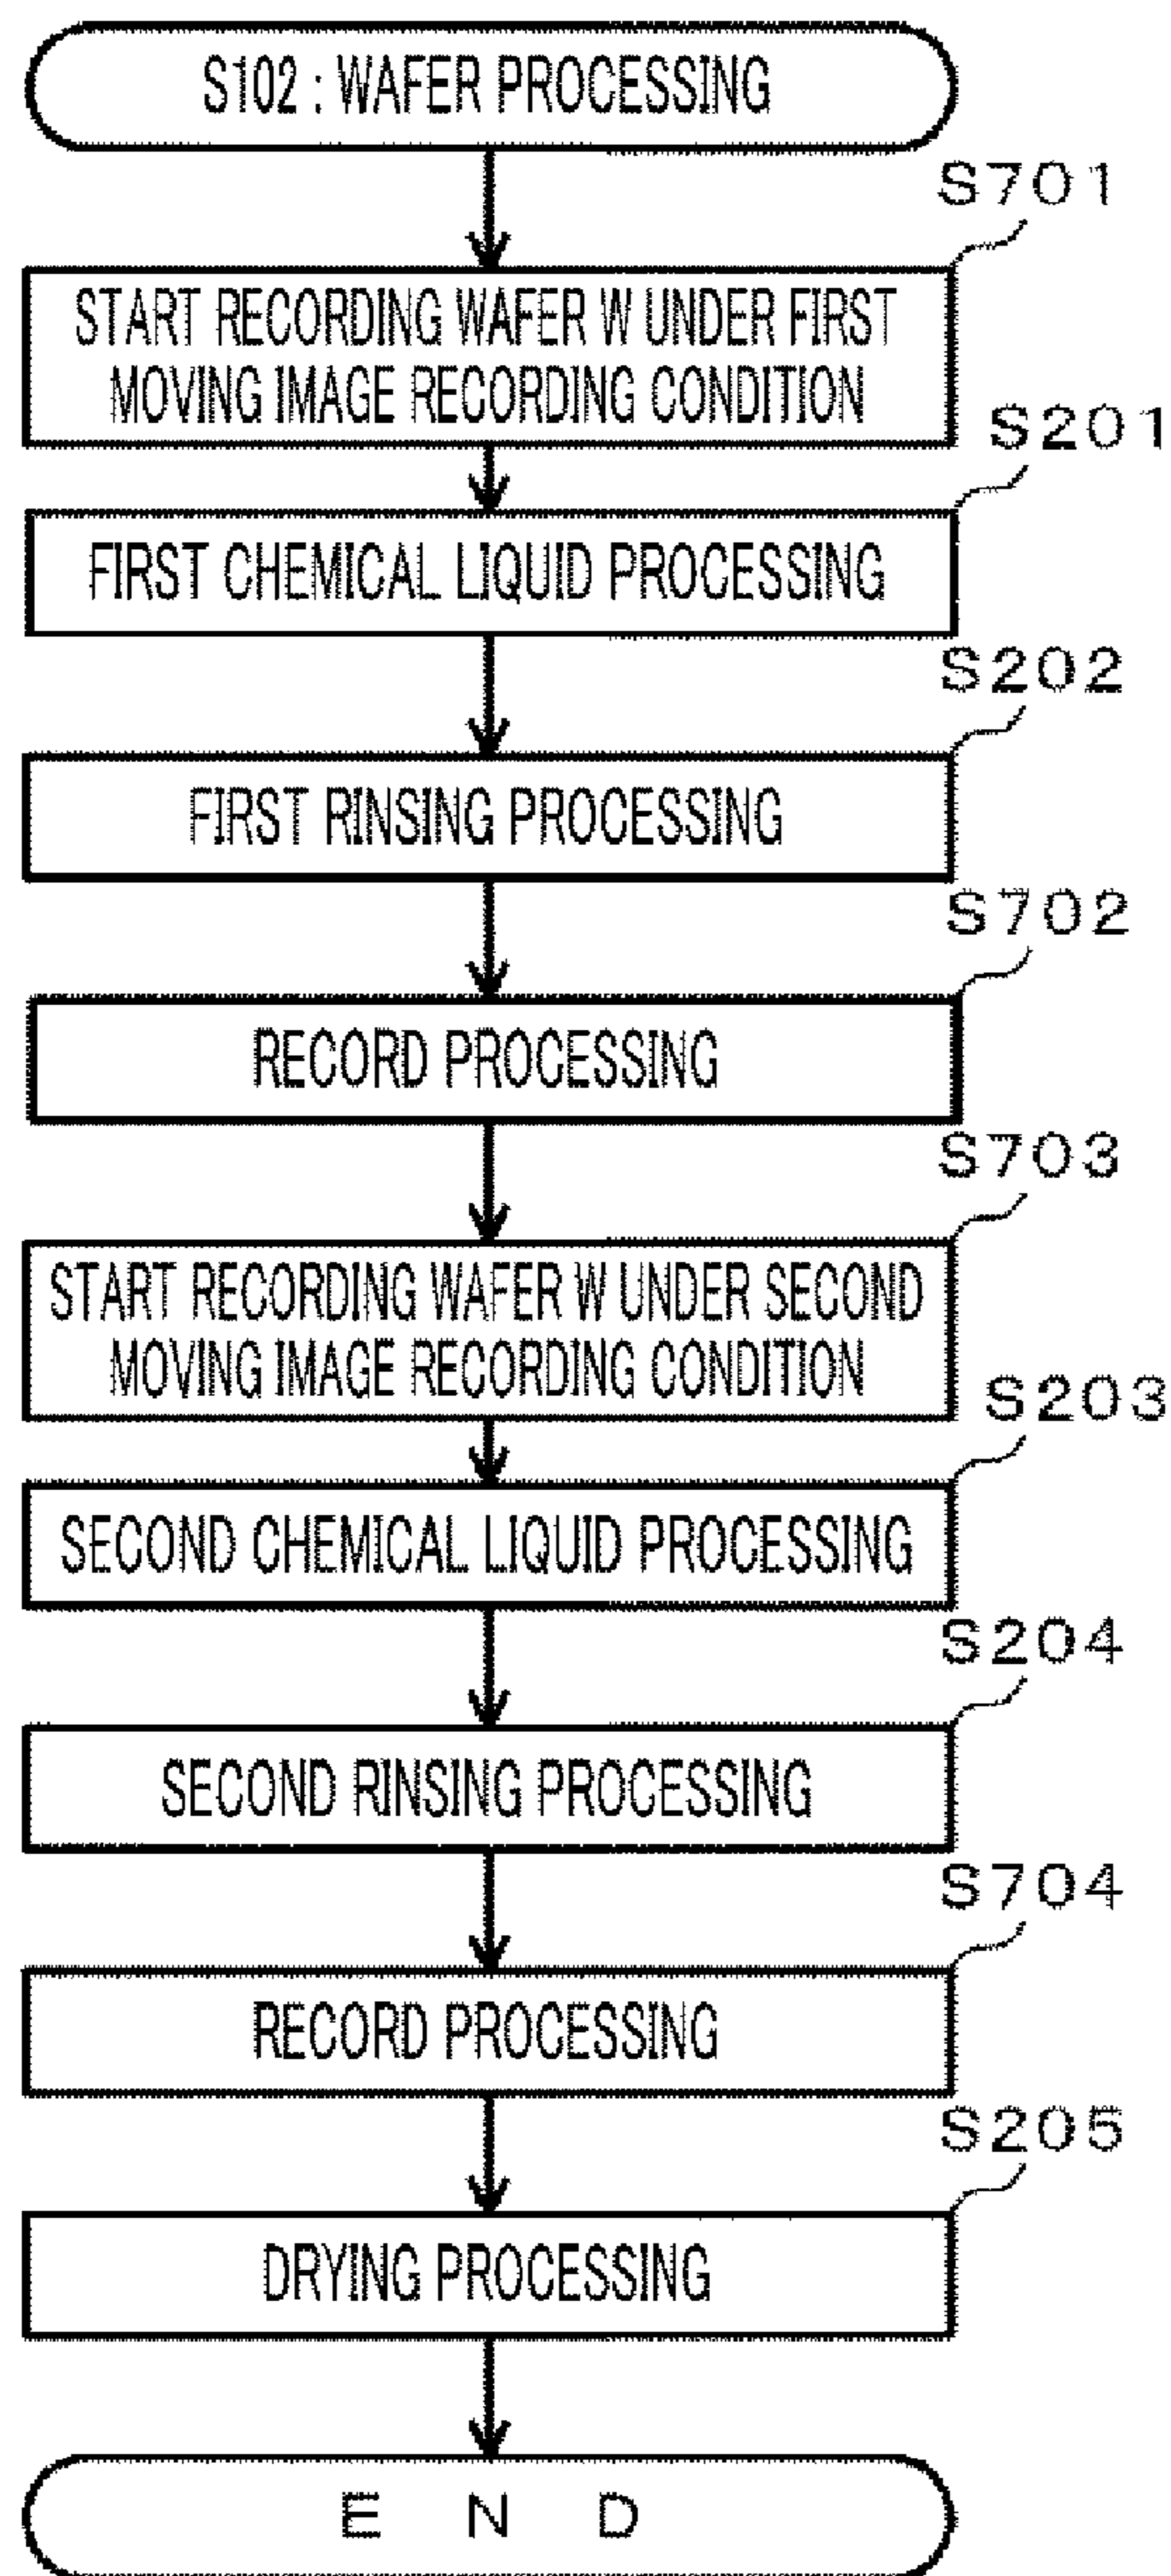 S102 : WAFER PROCESSING
S701
START RECORDING WAFER W UNDER FIRST
MOVING IMAGE RECORDING CONDITION
S201
FIRST CHEMICAL LIQUID PROCESSING
S202
FIRST RINSING PROCESSING
S702
RECORD PROCESSING
S703
START RECORDING WAFER W UNDER SECOND
MOVING IMAGE RECORDING CONDITION
S203
SECOND CHEMICAL LIQUID PROCESSING
S204
SECOND RINSING PROCESSING
S704
RECORD PROCESSING
S205
DRYING PROCESSING
E N D